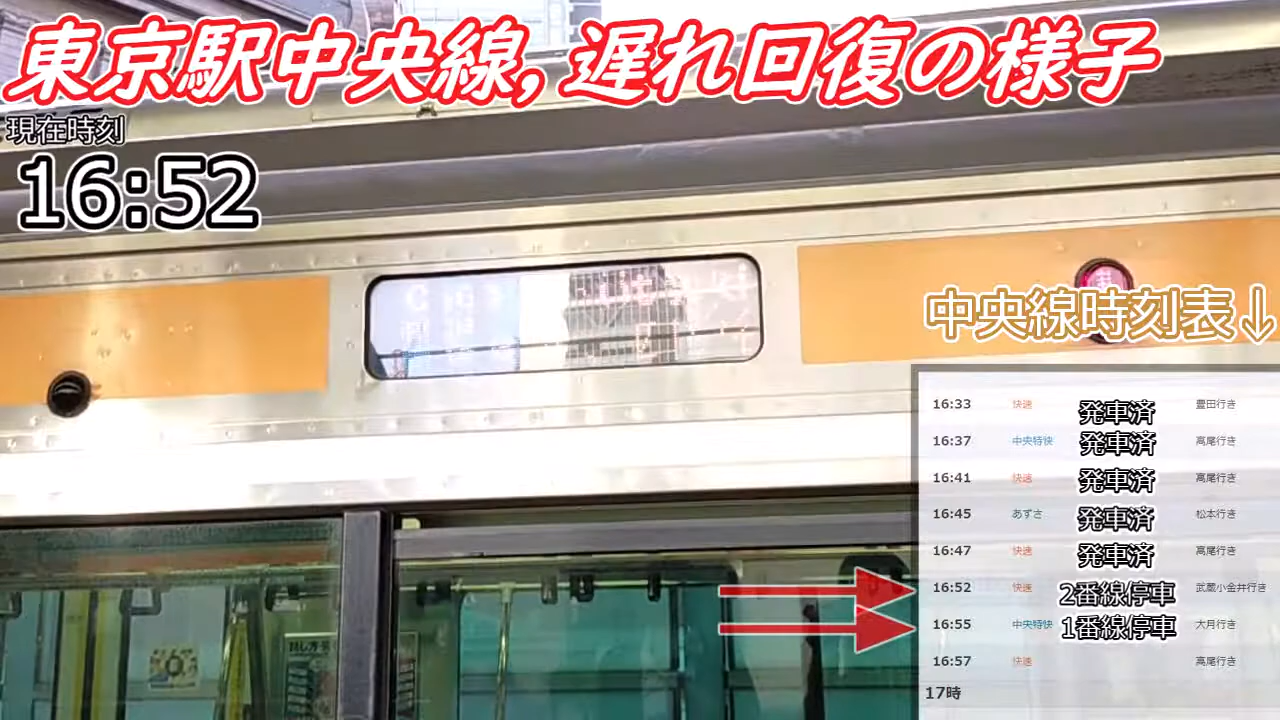 東京駅中央線,遅れ回復の様子
現在時刻
16:52
中央線時刻表↓
16:33 快速 発車済 豊田行き
16:37 中央特快 発車済 高尾行き
16:41 快速 発車済 高尾行き
16:45 あずさ 発車済 松本行き
16:47 快速 発車済 高尾行き
16:52 快速 2番線停車 武蔵小金井行き
16:55 中央特快 1番線停車 大月行き
16:57 快速 高尾行き
17時